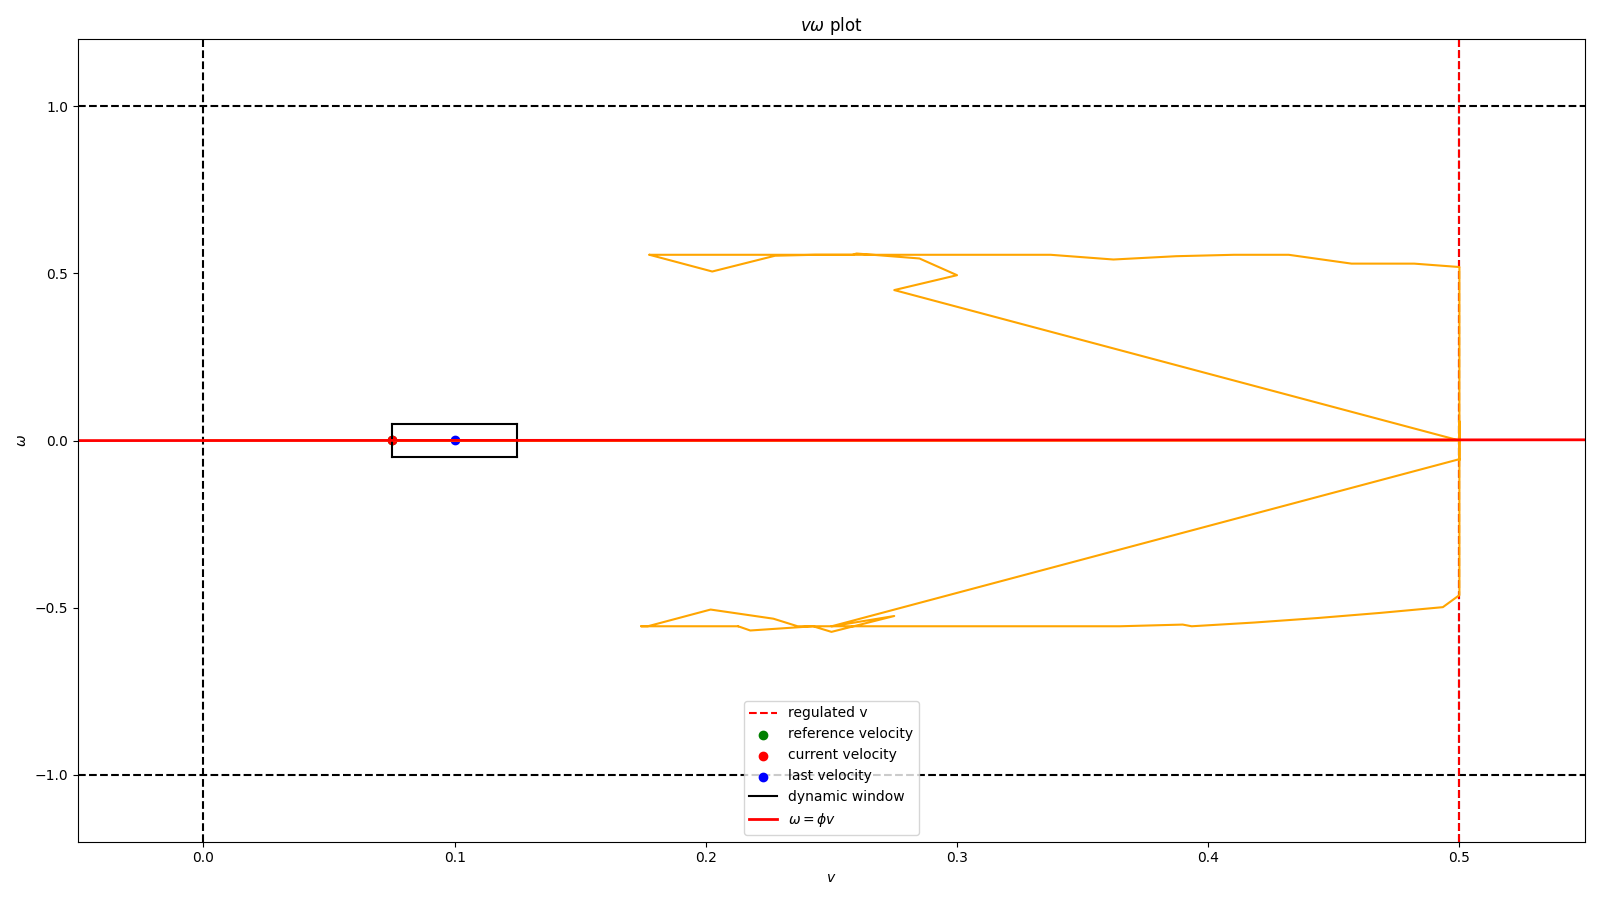 vω plot
1.0
0.5
0.0
−0.5
−1.0
ω
regulated v
reference velocity
current velocity
last velocity
dynamic window
ω = ϕv
0.0 0.1 0.2 0.3 0.4 0.5
v